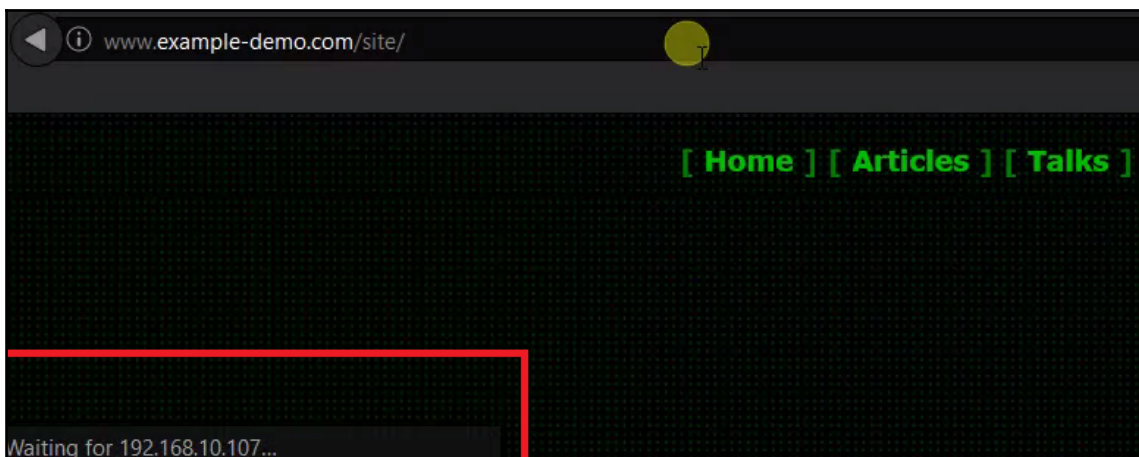 www.example-demo.com/site/
[ Home ] [ Articles ] [ Talks ]
Waiting for 192.168.10.107...